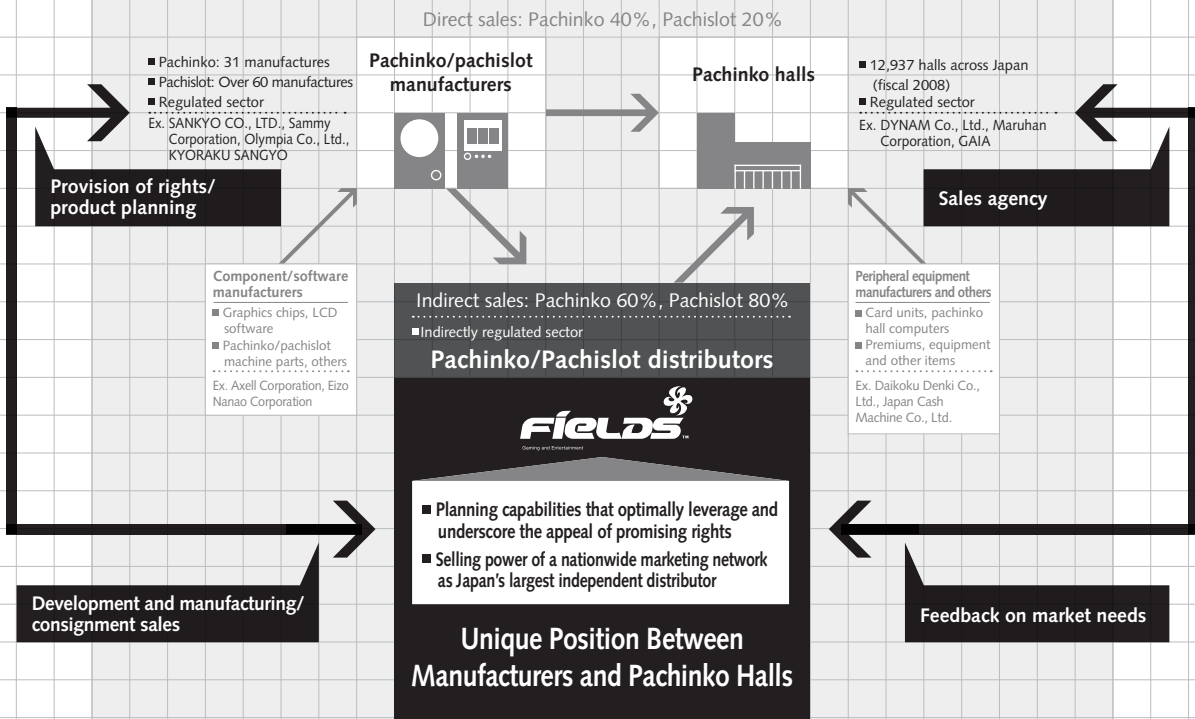 Direct sales: Pachinko 40%, Pachislot 20%
■ Pachinko: 31 manufactures
■ Pachislot: Over 60 manufactures
■ Regulated sector
Ex. SANKYO CO., LTD., Sammy
Corporation, Olympia Co., Ltd.,
KYORAKU SANGYO
Pachinko/pachislot
manufacturers
Pachinko halls
■ 12,937 halls across Japan
(fiscal 2008)
■ Regulated sector
Ex. DYNAM Co., Ltd., Maruhan
Corporation, GAIA
Provision of rights/
product planning
Sales agency
Component/software
manufacturers
■ Graphics chips, LCD
software
■ Pachinko/pachislot
machine parts, others
Ex. Axell Corporation, Eizo
Nanao Corporation
Indirect sales: Pachinko 60%, Pachislot 80%
■Indirectly regulated sector
Pachinko/Pachislot distributors
Peripheral equipment
manufacturers and others
■ Card units, pachinko
hall computers
■ Premiums, equipment
and other items
Ex. Daikoku Denki Co.,
Ltd., Japan Cash
Machine Co., Ltd.
FIELDS™
Gaming and Entertainment
■ Planning capabilities that optimally leverage and
underscore the appeal of promising rights
■ Selling power of a nationwide marketing network
as Japan's largest independent distributor
Development and manufacturing/
consignment sales
Feedback on market needs
Unique Position Between
Manufacturers and Pachinko Halls